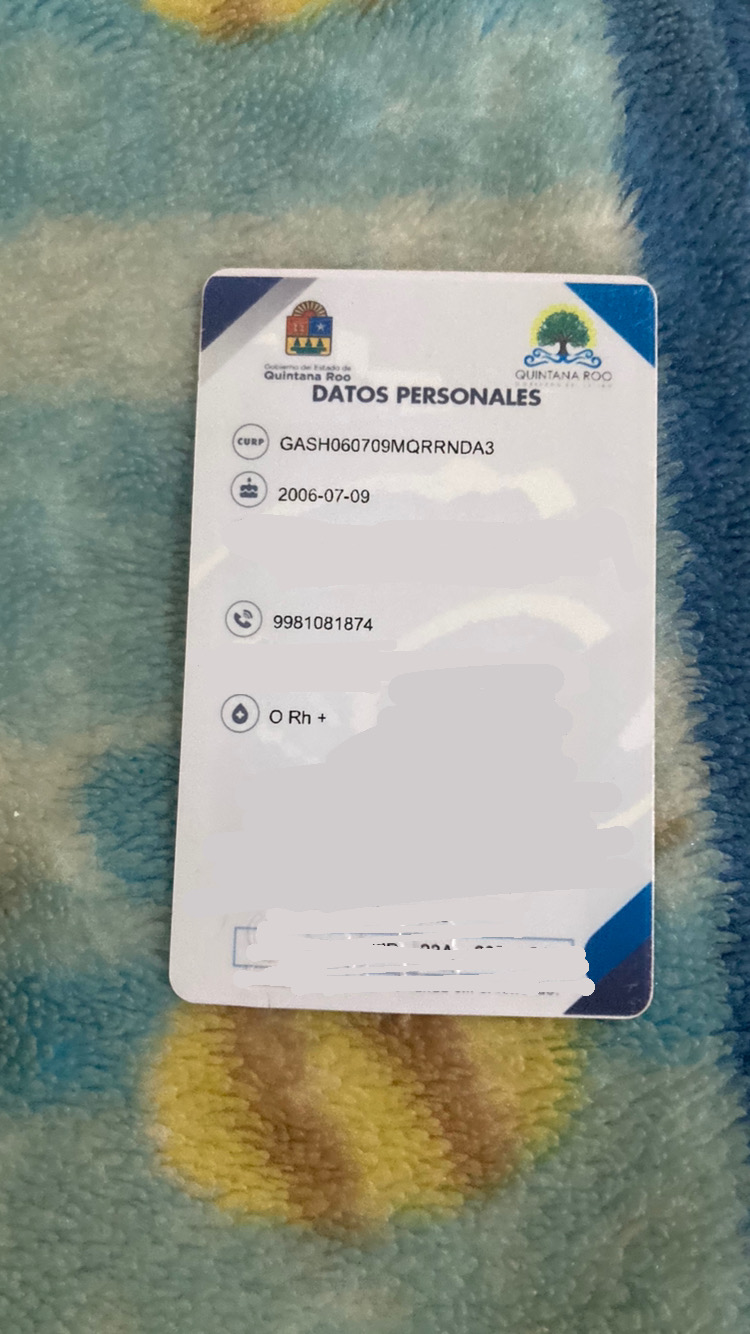 Gobierno del Estado de
Quintana Roo
QUINTANA ROO
DATOS PERSONALES
CURP
GASH060709MQRRNDA3
2006-07-09
9981081874
O Rh +